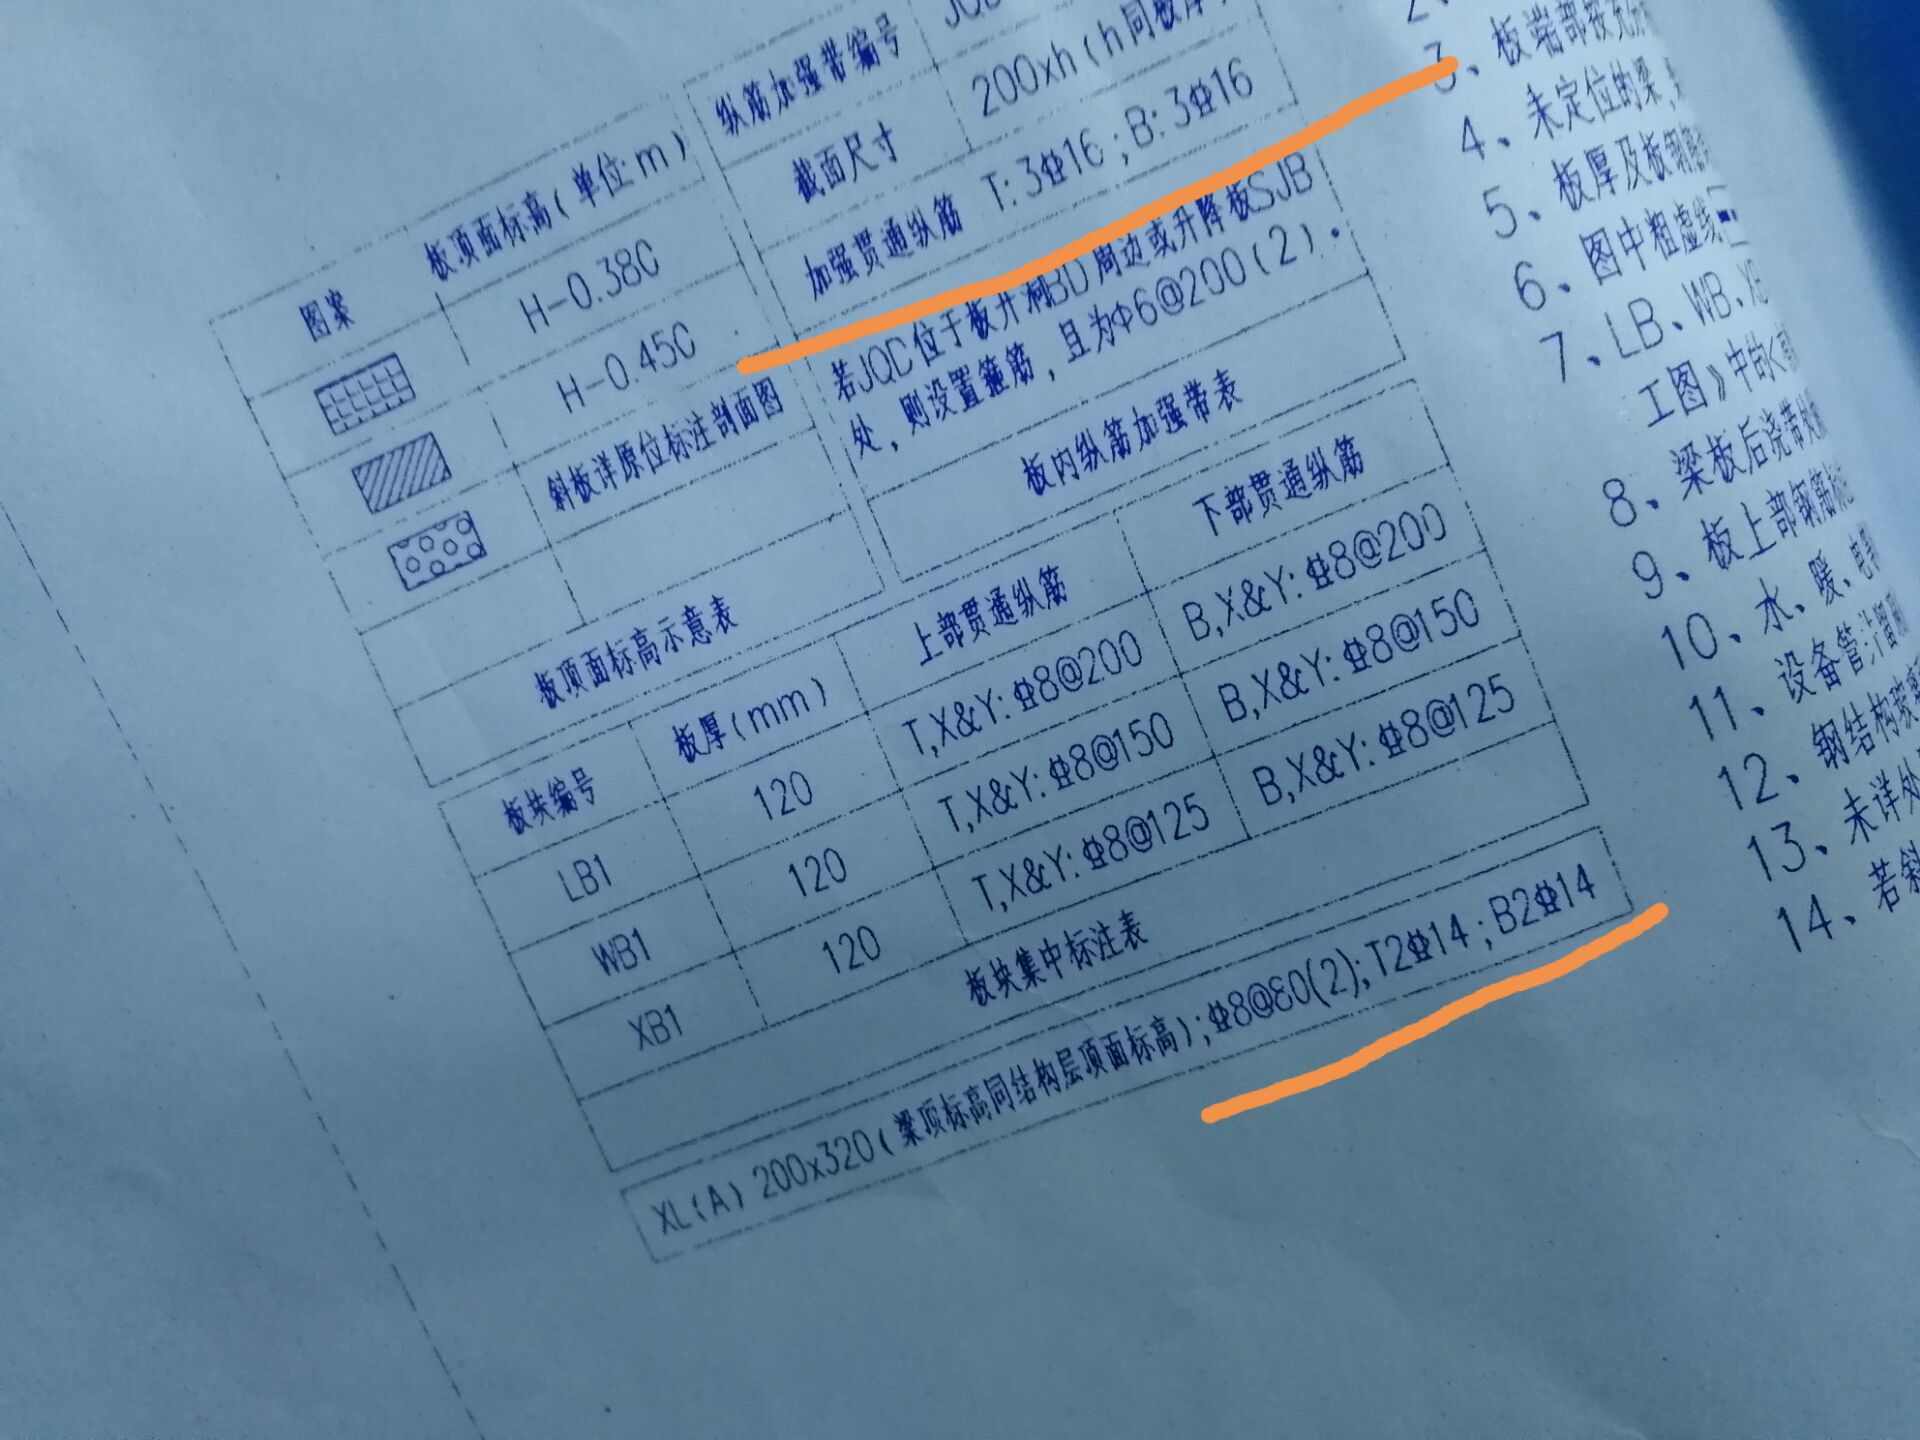 图案 板顶面标高(单位:m)
H-0.380
H-0.450
斜板详原位标注剖面图
板顶面标高示意表
纵筋加强带编号
截面尺寸 200xh(h同板厚
加强贯通纵筋 T:3⌽16;B:3⌽16
若JQD位于板开洞BD周边或升降板SJB
处,则设置箍筋,且为Φ6@200(2).
板内纵筋加强带表
板块编号 板厚(mm) 上部贯通纵筋 下部贯通纵筋
LB1 120 T,X&Y:⌽8@200 B,X&Y:⌽8@200
WB1 120 T,X&Y:⌽8@150 B,X&Y:⌽8@150
XB1 120 T,X&Y:⌽8@125 B,X&Y:⌽8@125
板块集中标注表
XL(A) 200x320(梁顶标高同结构层顶面标高);⌽8@80(2);T2⌽14;B2⌽14
3、板端部按充
4、未定位的梁,
5、板厚及板钢
6、图中粗虚线
7、LB、WB、
工图》中的<
8、梁板后浇带
9、板上部钢筋
10、水、暖、
11、设备管
12、钢结构
13、未详处
14、若斜